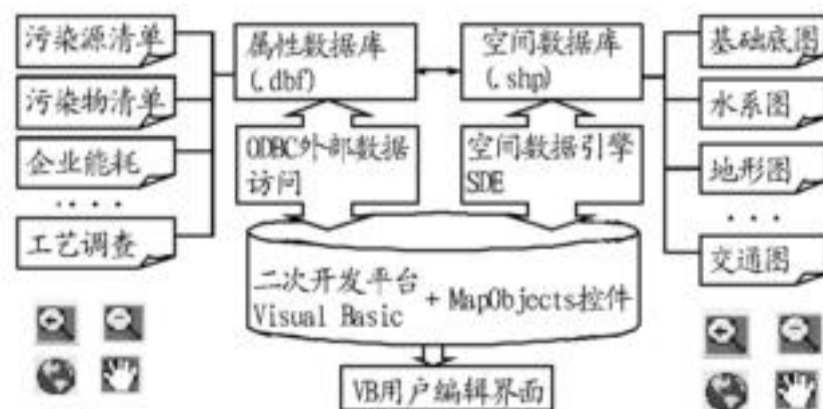 污染源清单
污染物清单
企业能耗
....
工艺调查
属性数据库
(.dbf)
空间数据库
(.shp)
ODBC外部数据
访问
空间数据引擎
SDE
二次开发平台
Visual Basic
+ MapObjects控件
VB用户编辑界面
基础底图
水系图
地形图
...
交通图